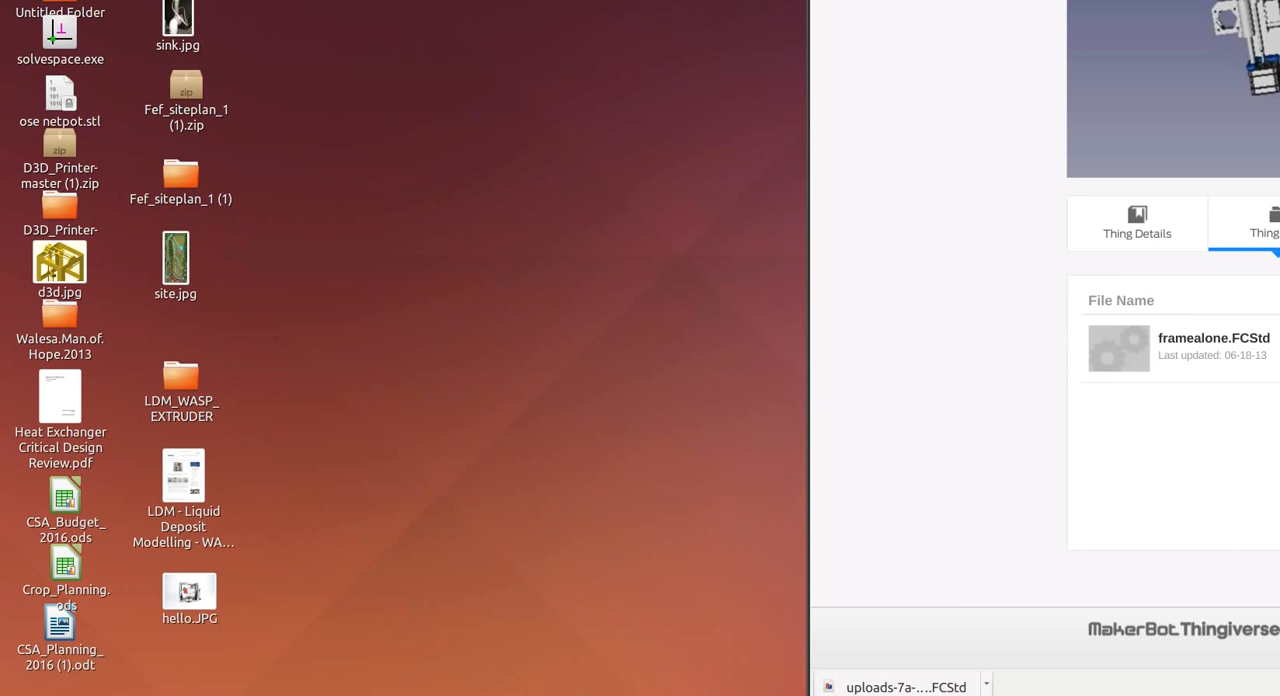 Untitled Folder
solvespace.exe
ose netpot.stl
D3D_Printer-
master (1).zip
D3D_Printer-
d3d.jpg
Walesa.Man.of.
Hope.2013
Heat Exchanger
Critical Design
Review.pdf
CSA_Budget_
2016.ods
Crop_Planning.
ods
CSA_Planning_
2016 (1).odt
sink.jpg
zip
Fef_siteplan_1
(1).zip
Fef_siteplan_1 (1)
site.jpg
LDM_WASP_
EXTRUDER
LDM - Liquid
Deposit
Modelling - WA...
hello.JPG
Thing Details
Thing
File Name
framealone.FCStd
Last updated: 06-18-13
MakerBot.Thingiverse
uploads-7a-....FCStd